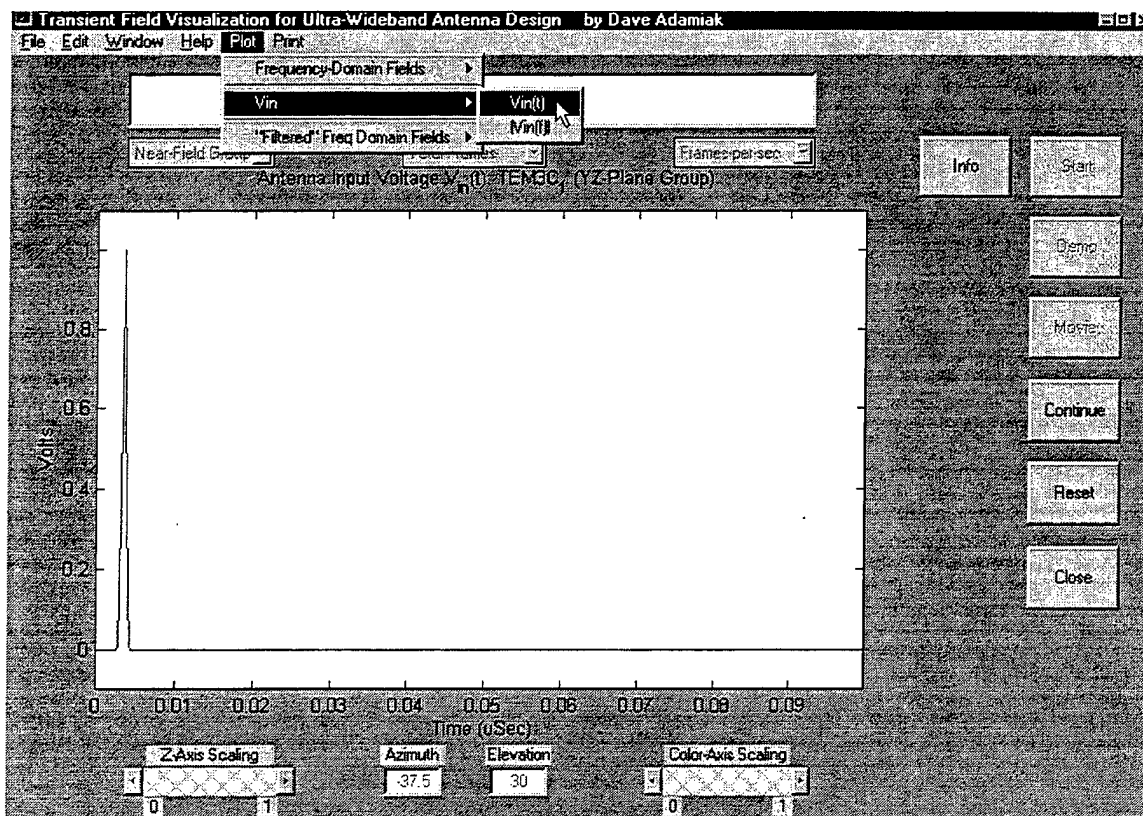 Transient Field Visualization for Ultra-Wideband Antenna Design by Dave Adamiak
File Edit Window Help Plot Print
Frequency-Domain Fields
Vin
"Filtered" Freq Domain Fields
Vin(t)
|Vin(f)|
Near-Field Group
Frames-per-sec
Info
Start
Antenna Input Voltage V_in(t) TEM3C_f (YZ-Plane Group)
Demo
Movie
Continue
Reset
Close
Volts
1
0.8
0.6
0.4
0.2
0
0 0.01 0.02 0.03 0.04 0.05 0.06 0.07 0.08 0.09
Time (uSec)
Z-Axis Scaling
Azimuth
Elevation
Color-Axis Scaling
-37.5
30
0 1
0 1